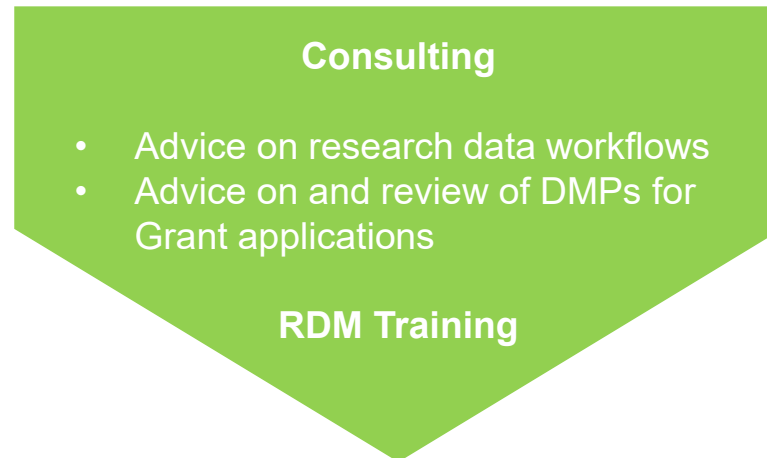 Consulting
• Advice on research data workflows
• Advice on and review of DMPs for
Grant applications
RDM Training